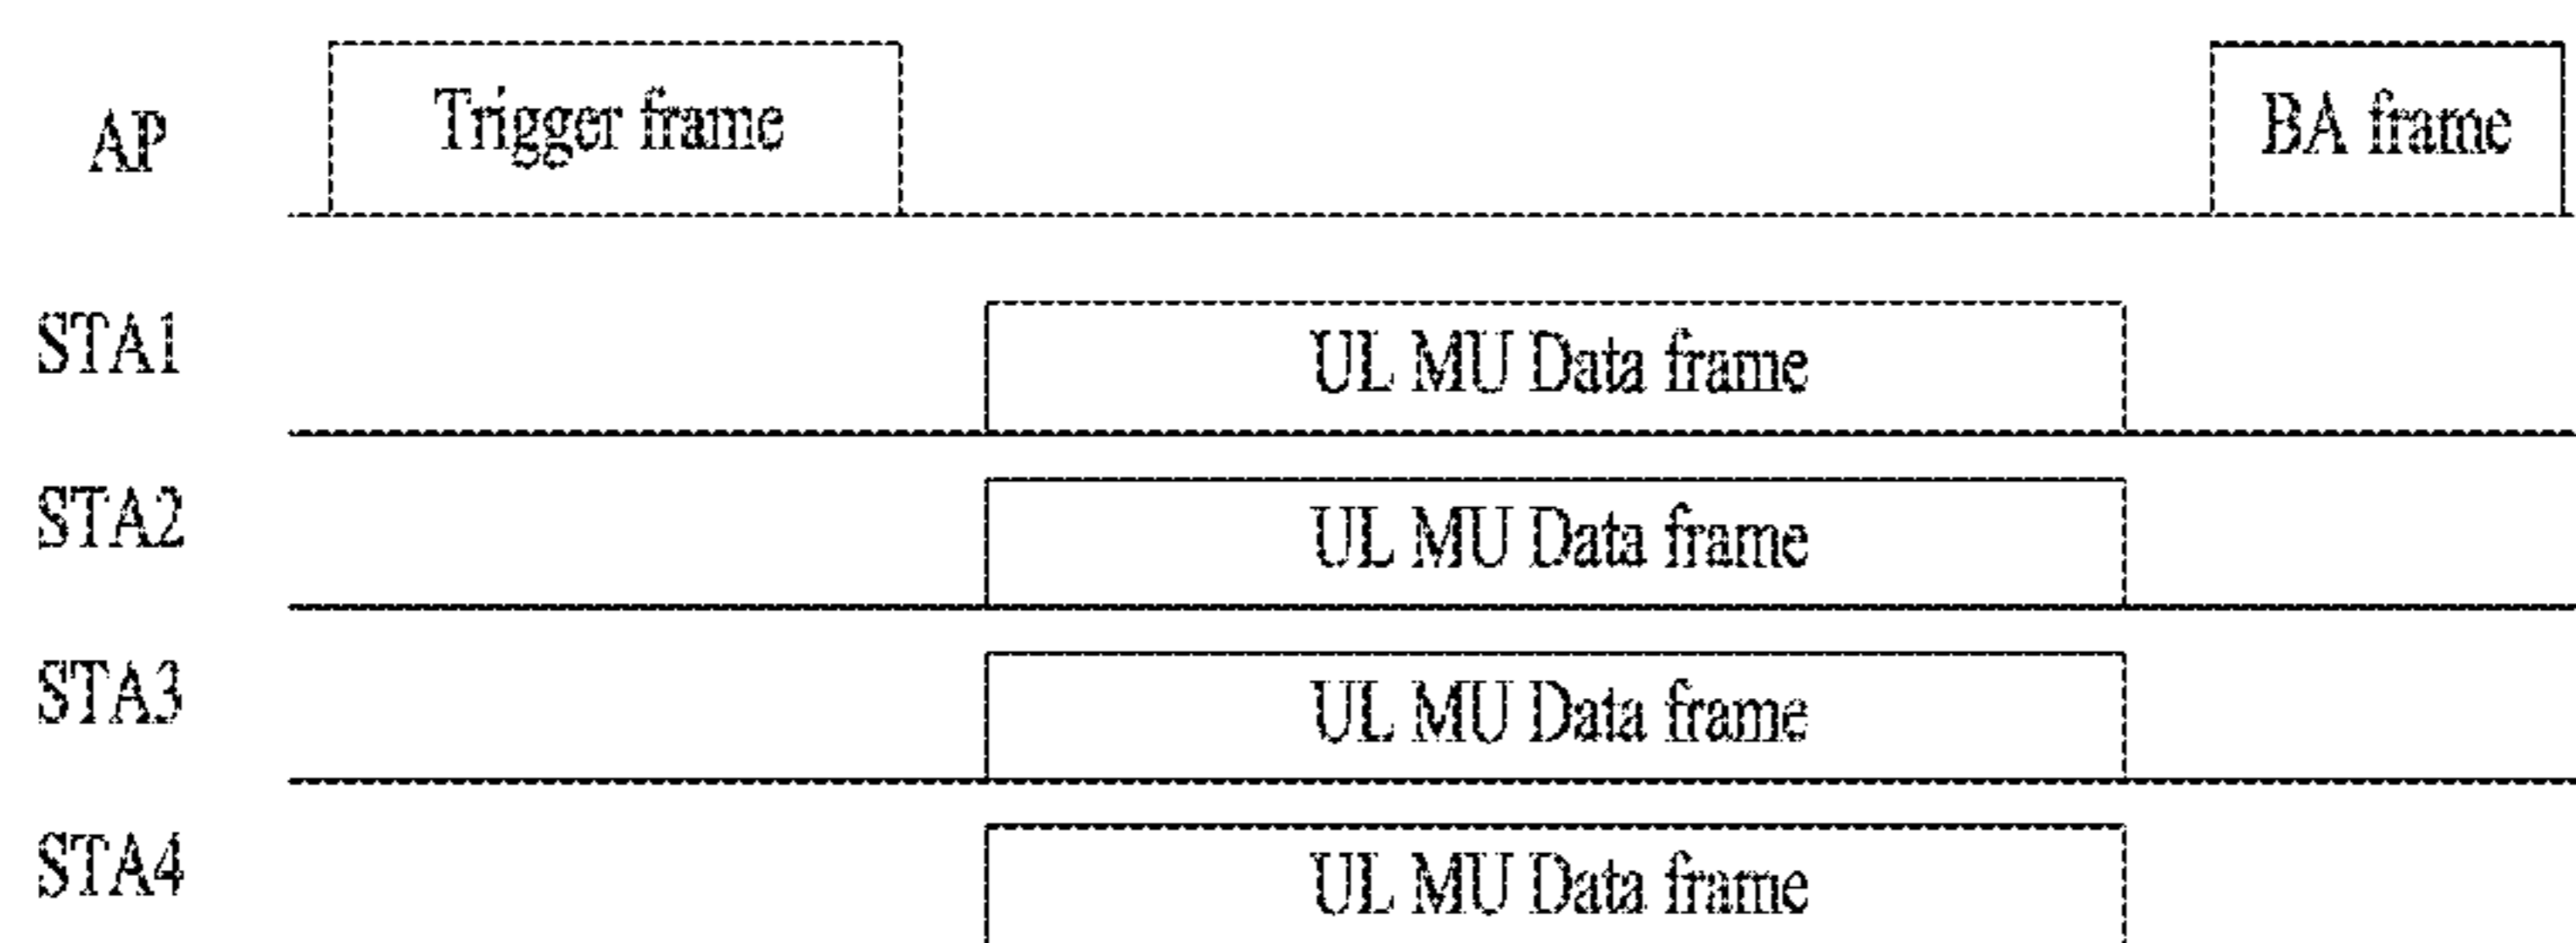 AP Trigger frame BA frame
STA1 UL MU Data frame
STA2 UL MU Data frame
STA3 UL MU Data frame
STA4 UL MU Data frame